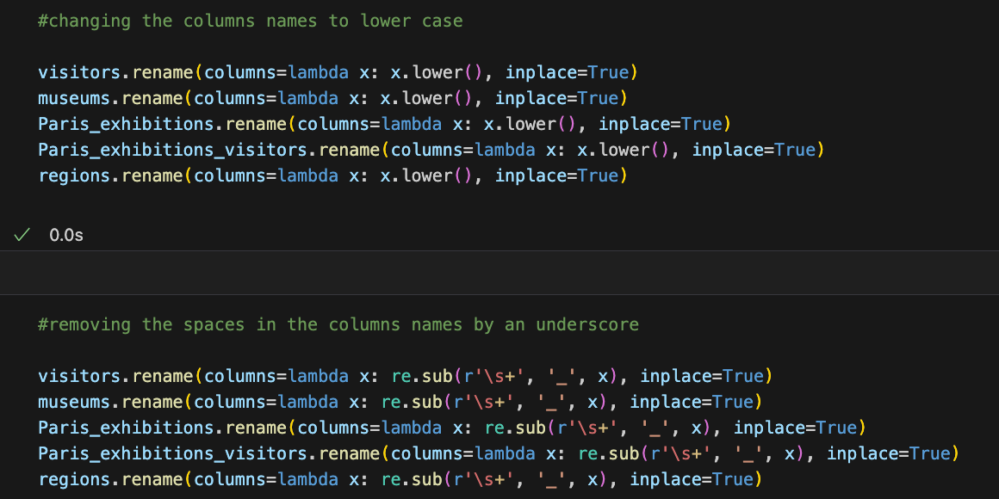 #changing the columns names to lower case
visitors.rename(columns=lambda x: x.lower(), inplace=True)
museums.rename(columns=lambda x: x.lower(), inplace=True)
Paris_exhibitions.rename(columns=lambda x: x.lower(), inplace=True)
Paris_exhibitions_visitors.rename(columns=lambda x: x.lower(), inplace=True)
regions.rename(columns=lambda x: x.lower(), inplace=True)
✓ 0.0s
#removing the spaces in the columns names by an underscore
visitors.rename(columns=lambda x: re.sub(r'\s+', '_', x), inplace=True)
museums.rename(columns=lambda x: re.sub(r'\s+', '_', x), inplace=True)
Paris_exhibitions.rename(columns=lambda x: re.sub(r'\s+', '_', x), inplace=True)
Paris_exhibitions_visitors.rename(columns=lambda x: re.sub(r'\s+', '_', x), inplace=True)
regions.rename(columns=lambda x: re.sub(r'\s+', '_', x), inplace=True)